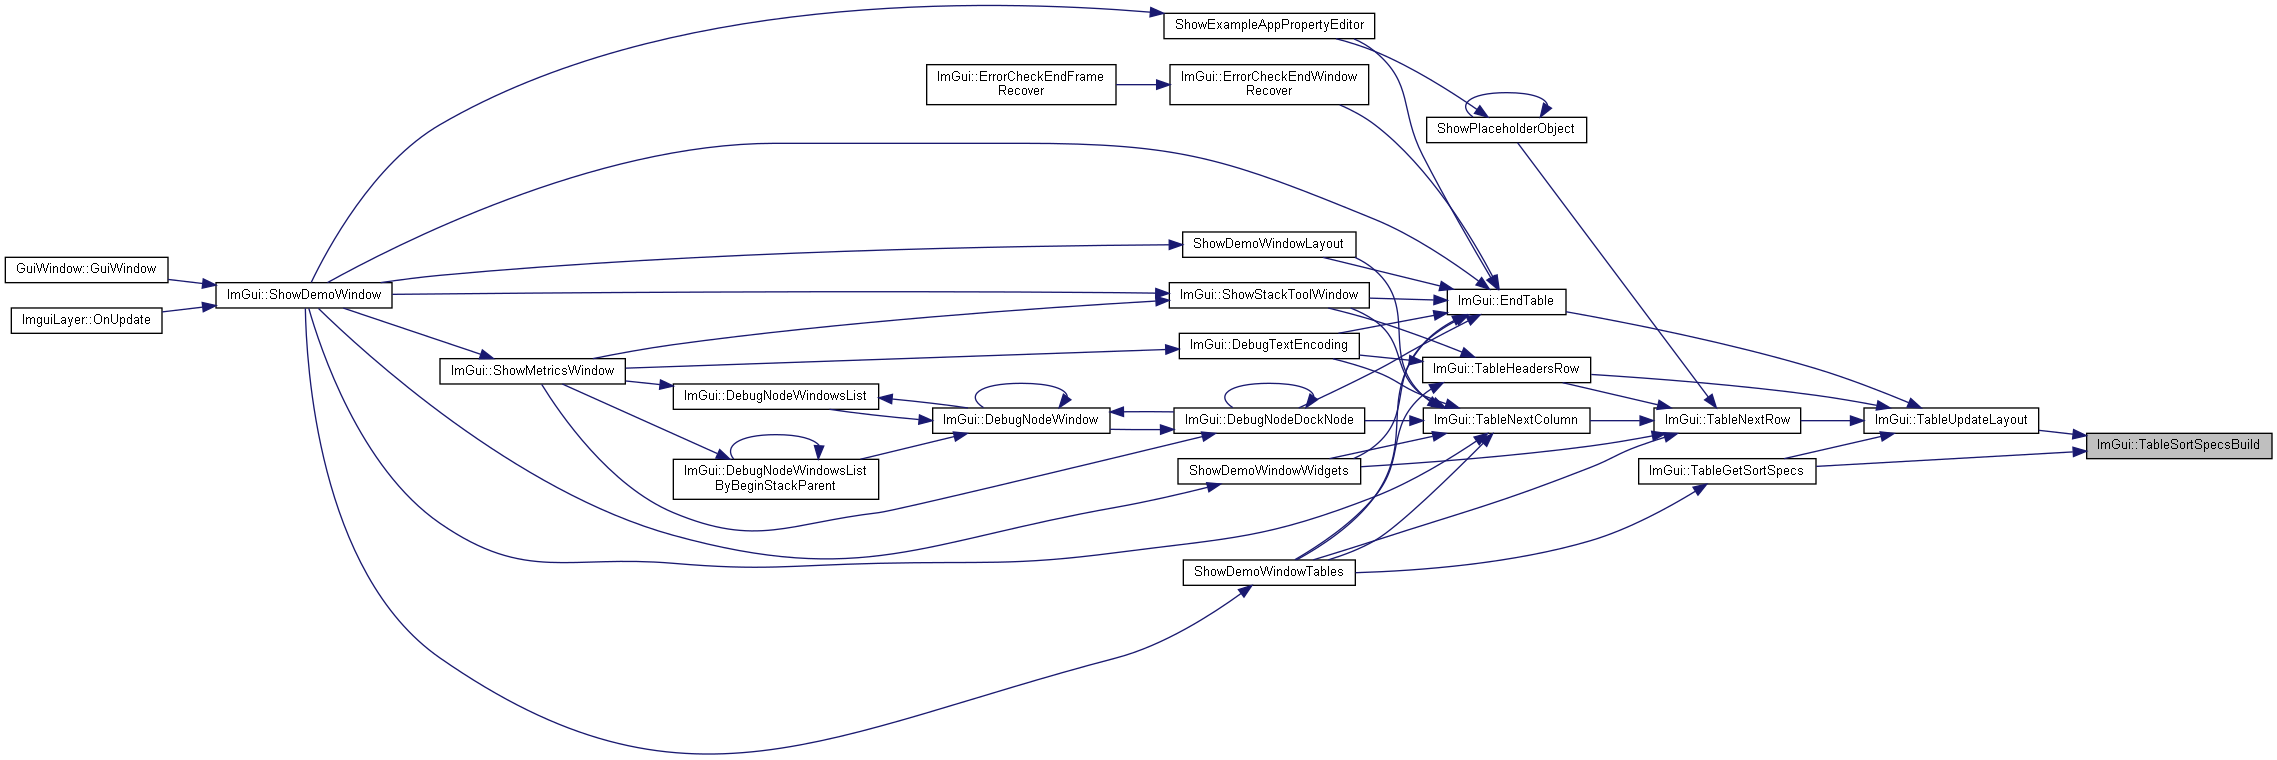 ShowExampleAppPropertyEditor
ImGui::ErrorCheckEndFrame
Recover
ImGui::ErrorCheckEndWindow
Recover
ShowPlaceholderObject
ShowDemoWindowLayout
GuiWindow::GuiWindow
ImGui::ShowDemoWindow
ImGui::ShowStackToolWindow
ImGui::EndTable
ImguiLayer::OnUpdate
ImGui::DebugTextEncoding
ImGui::ShowMetricsWindow
ImGui::TableHeadersRow
ImGui::DebugNodeWindowsList
ImGui::DebugNodeWindow
ImGui::DebugNodeDockNode
ImGui::TableNextColumn
ImGui::TableNextRow
ImGui::TableUpdateLayout
ImGui::TableSortSpecsBuild
ImGui::DebugNodeWindowsList
ByBeginStackParent
ShowDemoWindowWidgets
ImGui::TableGetSortSpecs
ShowDemoWindowTables